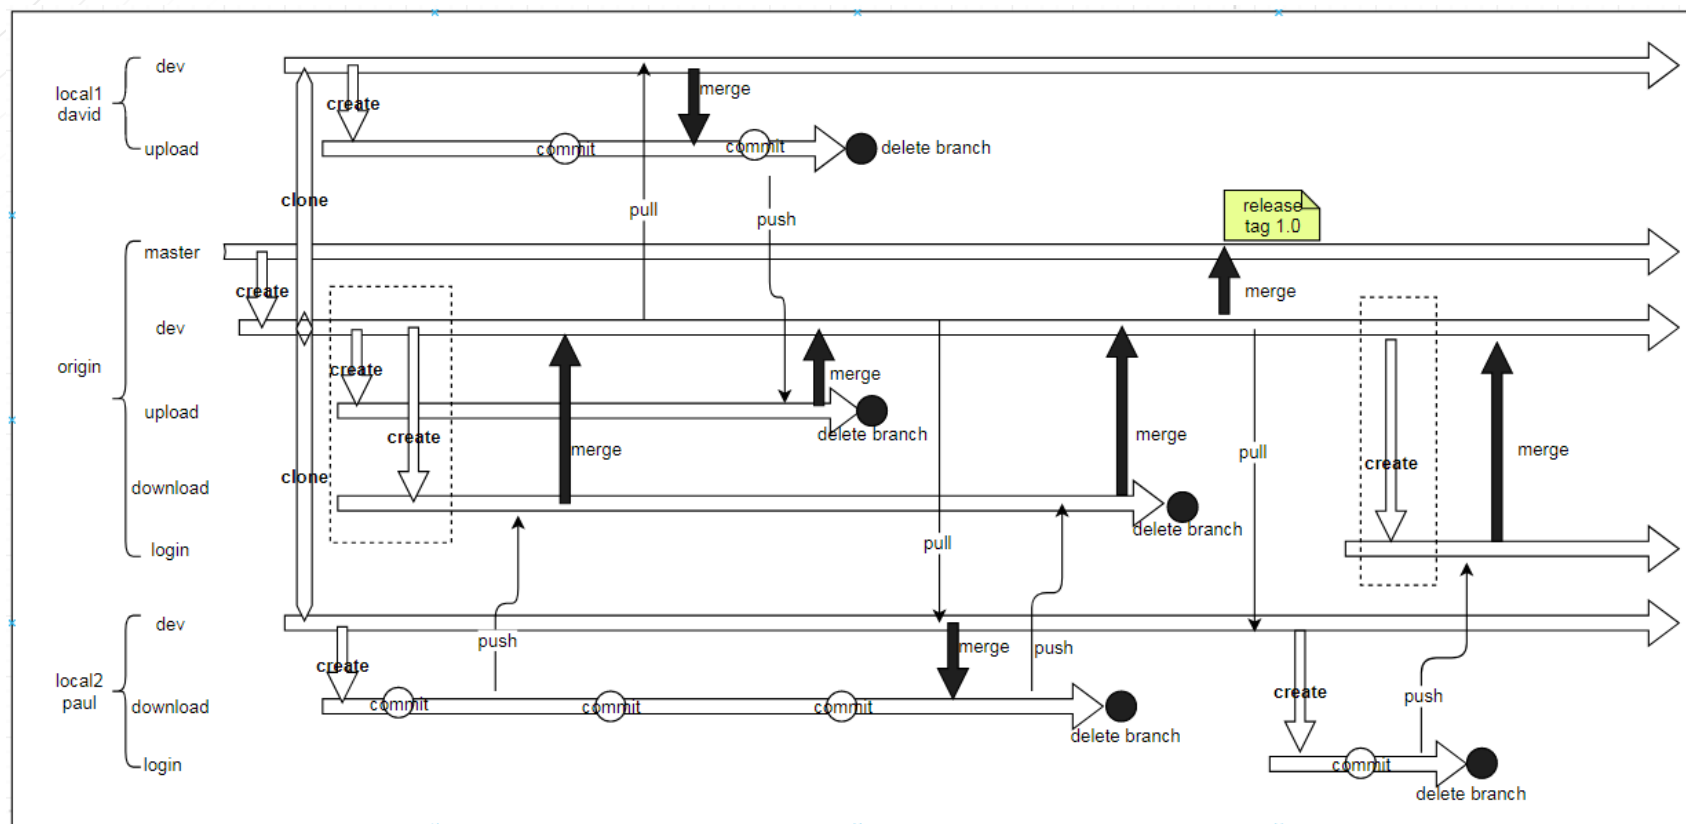 dev
local1
david
create
merge
upload
commit
commit
delete branch
clone
pull
push
release
tag 1.0
master
create
merge
dev
origin
create
merge
upload
delete branch
create
merge
merge
pull
create
merge
clone
download
delete branch
login
pull
dev
push
merge
push
create
local2
paul
download
commit
commit
commit
delete branch
create
push
login
commit
delete branch